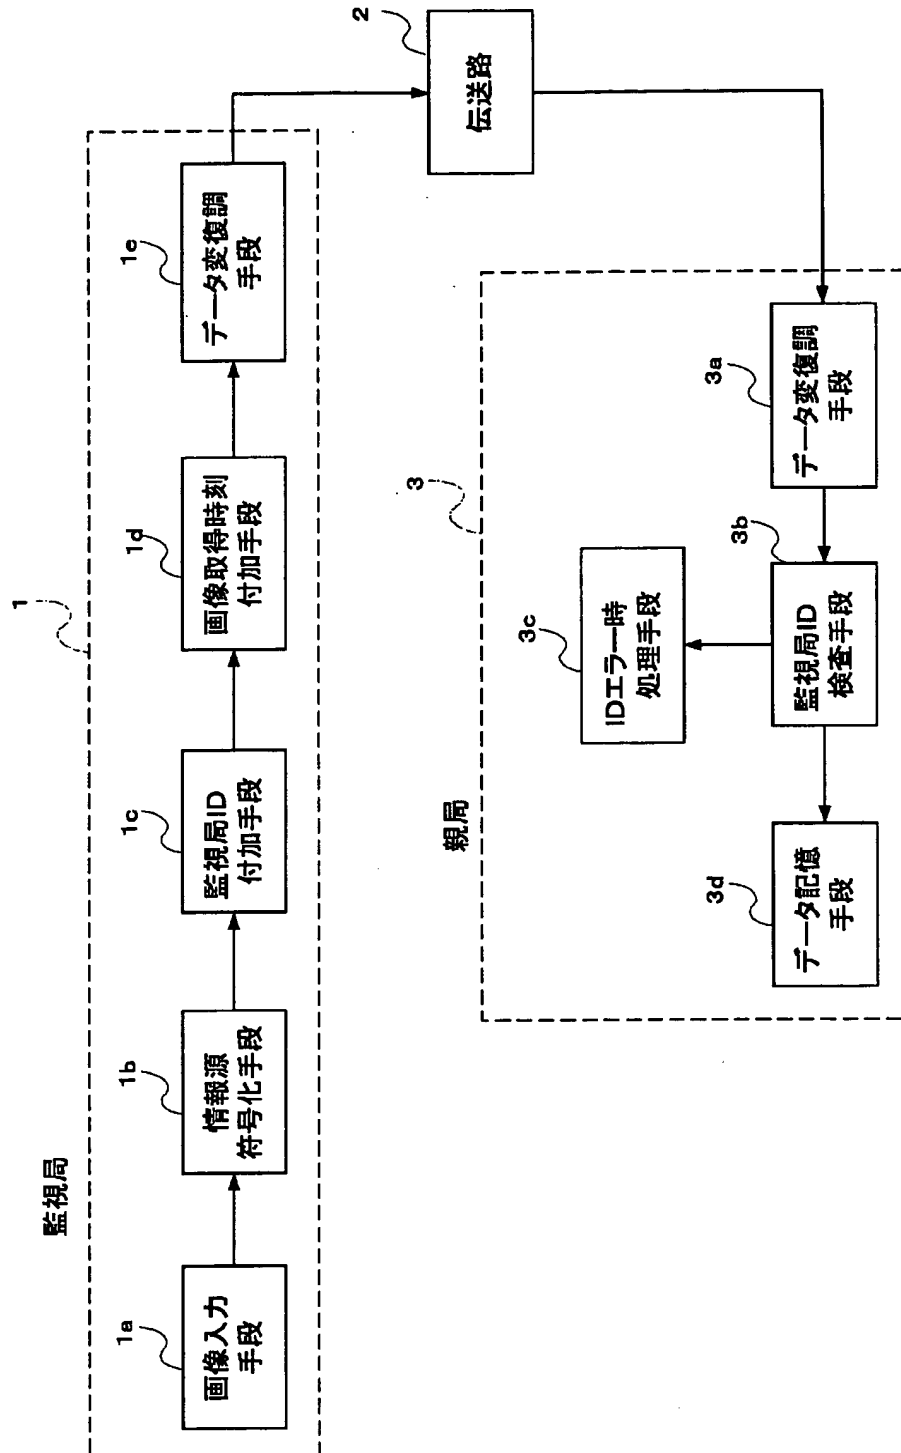 監視局
1
1a
画像入力
手段
1b
情報源
符号化手段
1c
監視局ID
付加手段
1d
画像取得時刻
付加手段
1e
データ変復調
手段
2
伝送路
親局
3
3a
データ変復調
手段
3b
監視局ID
検査手段
3c
IDエラー時
処理手段
3d
データ記憶
手段